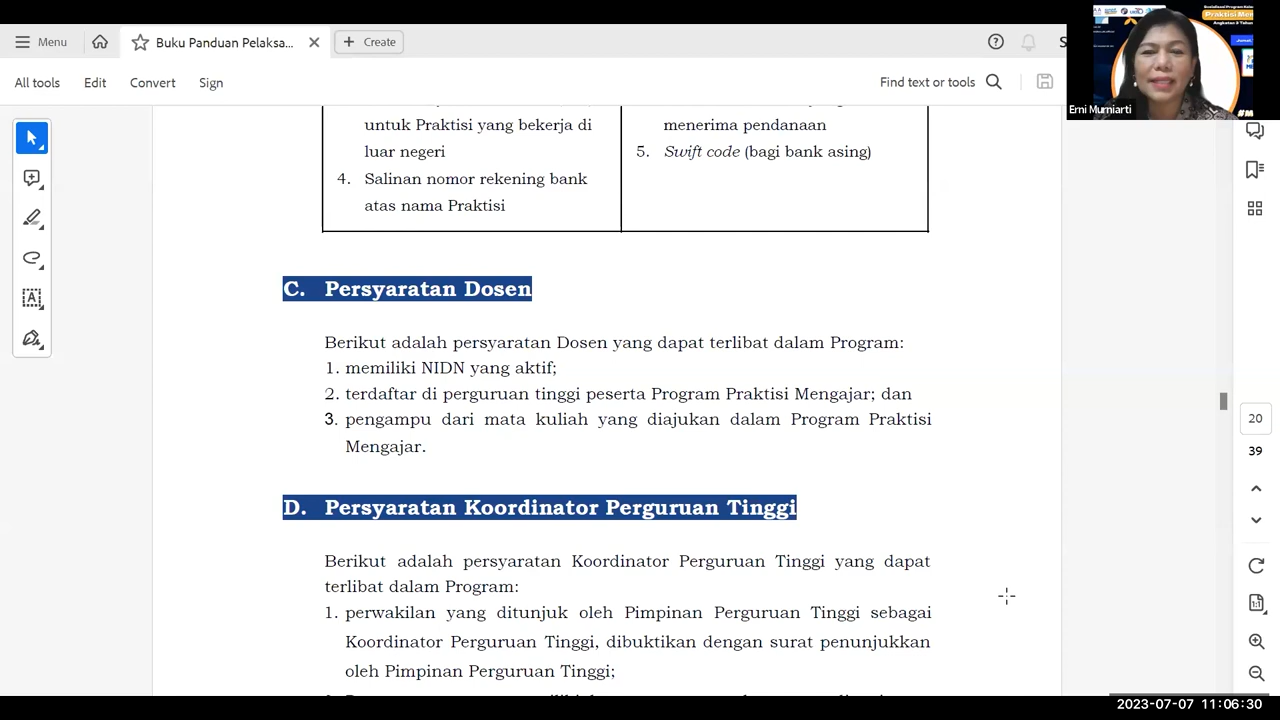 Menu
Buku Panduan Pelaksa...
Create
All tools
Edit
Convert
Sign
Find text or tools
Praktisi Men
Erni Murniarti
untuk Praktisi yang bekerja di
luar negeri
4. Salinan nomor rekening bank
atas nama Praktisi
menerima pendanaan
5. Swift code (bagi bank asing)
C. Persyaratan Dosen
Berikut adalah persyaratan Dosen yang dapat terlibat dalam Program:
1. memiliki NIDN yang aktif;
2. terdaftar di perguruan tinggi peserta Program Praktisi Mengajar; dan
3. pengampu dari mata kuliah yang diajukan dalam Program Praktisi
Mengajar.
D. Persyaratan Koordinator Perguruan Tinggi
Berikut adalah persyaratan Koordinator Perguruan Tinggi yang dapat
terlibat dalam Program:
1. perwakilan yang ditunjuk oleh Pimpinan Perguruan Tinggi sebagai
Koordinator Perguruan Tinggi, dibuktikan dengan surat penunjukkan
oleh Pimpinan Perguruan Tinggi;
20
39
1:1
2023-07-07 11:06:30